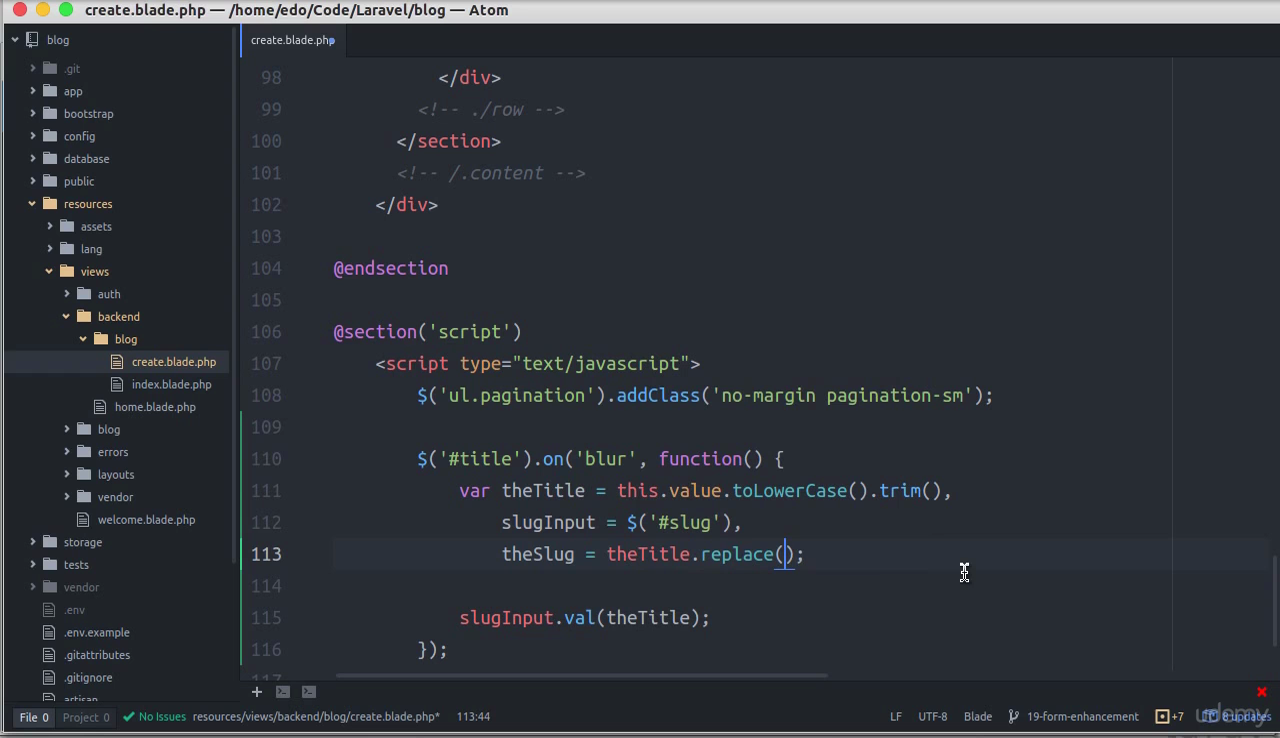 create.blade.php — /home/edo/Code/Laravel/blog — Atom
blog
.git
app
bootstrap
config
database
public
resources
assets
lang
views
auth
backend
blog
create.blade.php
index.blade.php
home.blade.php
blog
errors
layouts
vendor
welcome.blade.php
storage
tests
vendor
.env
.env.example
.gitattributes
.gitignore
artisan
create.blade.php
98 </div>
99 <!-- ./row -->
100 </section>
101 <!-- /.content -->
102 </div>
103
104 @endsection
105
106 @section('script')
107 <script type="text/javascript">
108 $('ul.pagination').addClass('no-margin pagination-sm');
109
110 $('#title').on('blur', function() {
111 var theTitle = this.value.toLowerCase().trim(),
112 slugInput = $('#slug'),
113 theSlug = theTitle.replace();
114
115 slugInput.val(theTitle);
116 });
117
File 0 Project 0 No Issues resources/views/backend/blog/create.blade.php* 113:44 LF UTF-8 Blade 19-form-enhancement +7 8 updates
udemy